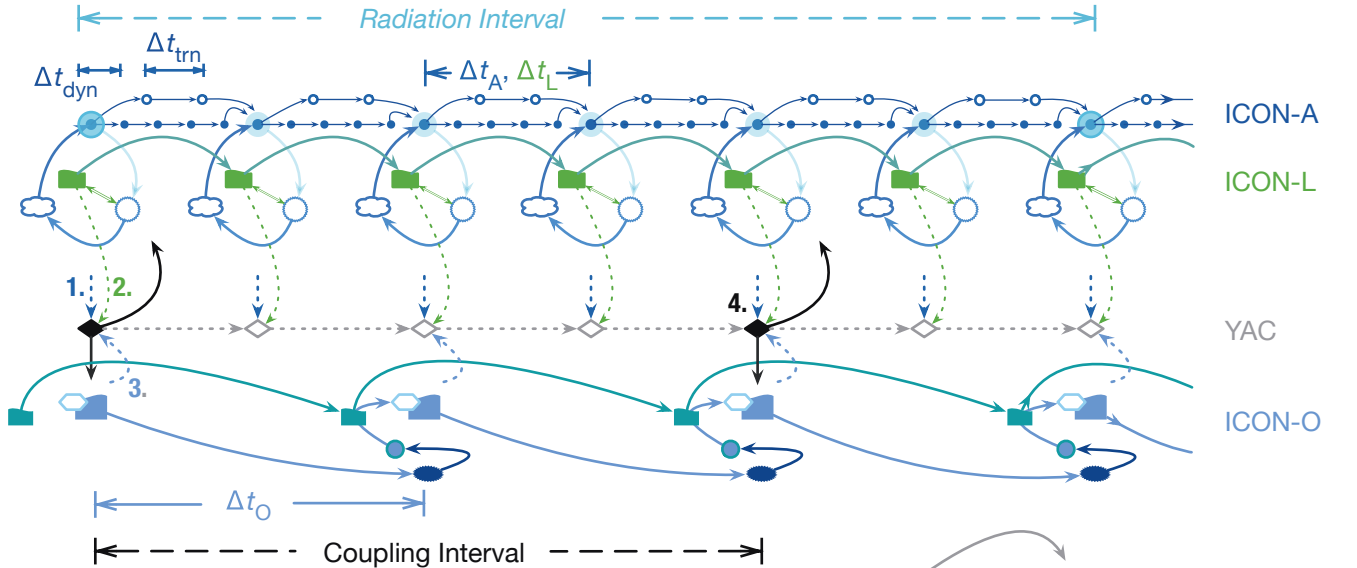 Radiation Interval
Δt_trn
Δt_dyn
Δt_A, Δt_L
ICON-A
ICON-L
1.
2.
4.
YAC
3.
ICON-O
Δt_O
Coupling Interval